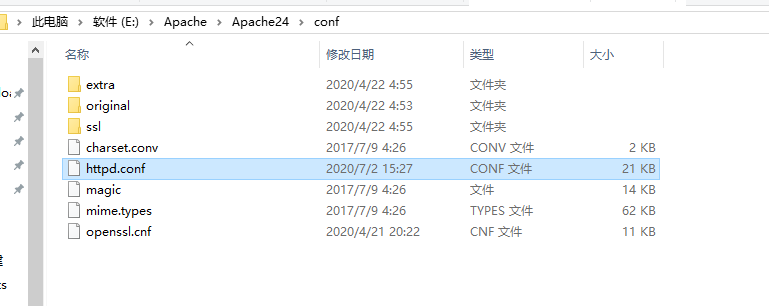 此电脑 › 软件 (E:) › Apache › Apache24 › conf
名称 修改日期 类型 大小
extra 2020/4/22 4:55 文件夹
original 2020/4/22 4:53 文件夹
ssl 2020/4/22 4:55 文件夹
charset.conv 2017/7/9 4:26 CONV 文件 2 KB
httpd.conf 2020/7/2 15:27 CONF 文件 21 KB
magic 2017/7/9 4:26 文件 14 KB
mime.types 2017/7/9 4:26 TYPES 文件 62 KB
openssl.cnf 2020/4/21 20:22 CNF 文件 11 KB